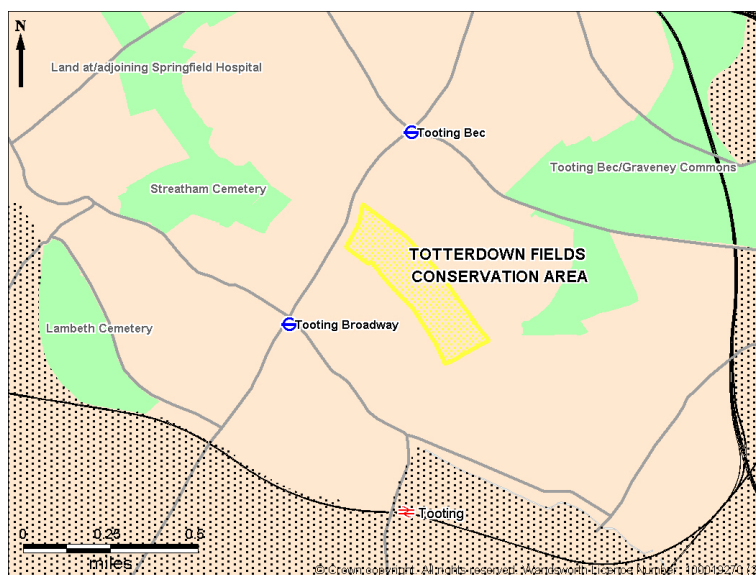 N
Land at/adjoining Springfield Hospital
Tooting Bec
Tooting Bec/Graveney Commons
Streatham Cemetery
TOTTERDOWN FIELDS
CONSERVATION AREA
Lambeth Cemetery
Tooting Broadway
Tooting
0 0.25 0.5
miles
© Crown copyright. All rights reserved. Wandsworth Licence Number